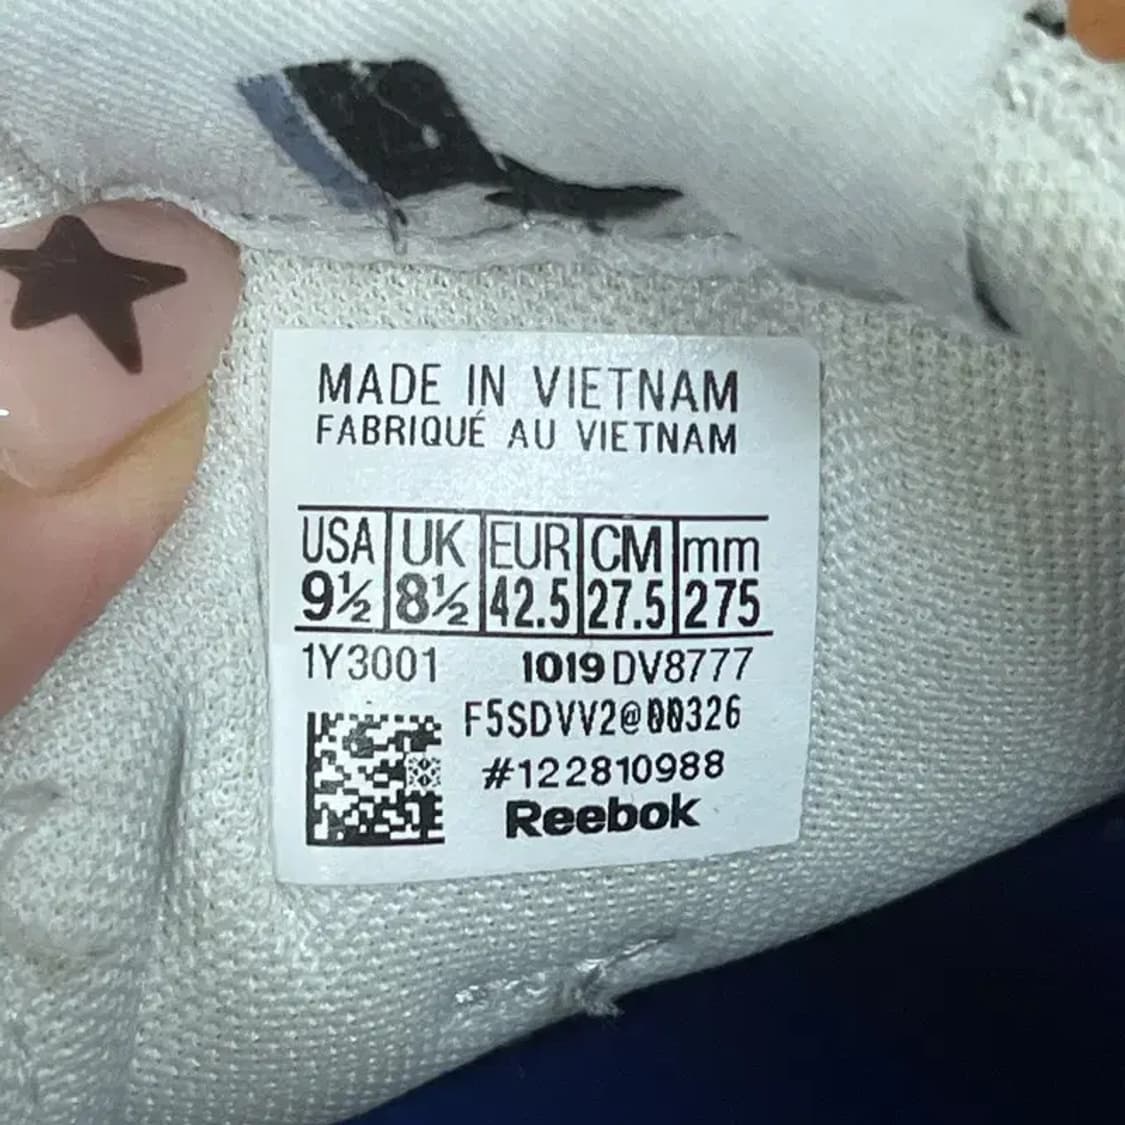 MADE IN VIETNAM
FABRIQUÉ AU VIETNAM
USA UK EUR CM mm
9½ 8½ 42.5 27.5 275
1Y3001 1019 DV8777
F5SDVV2@00326
#122810988
Reebok